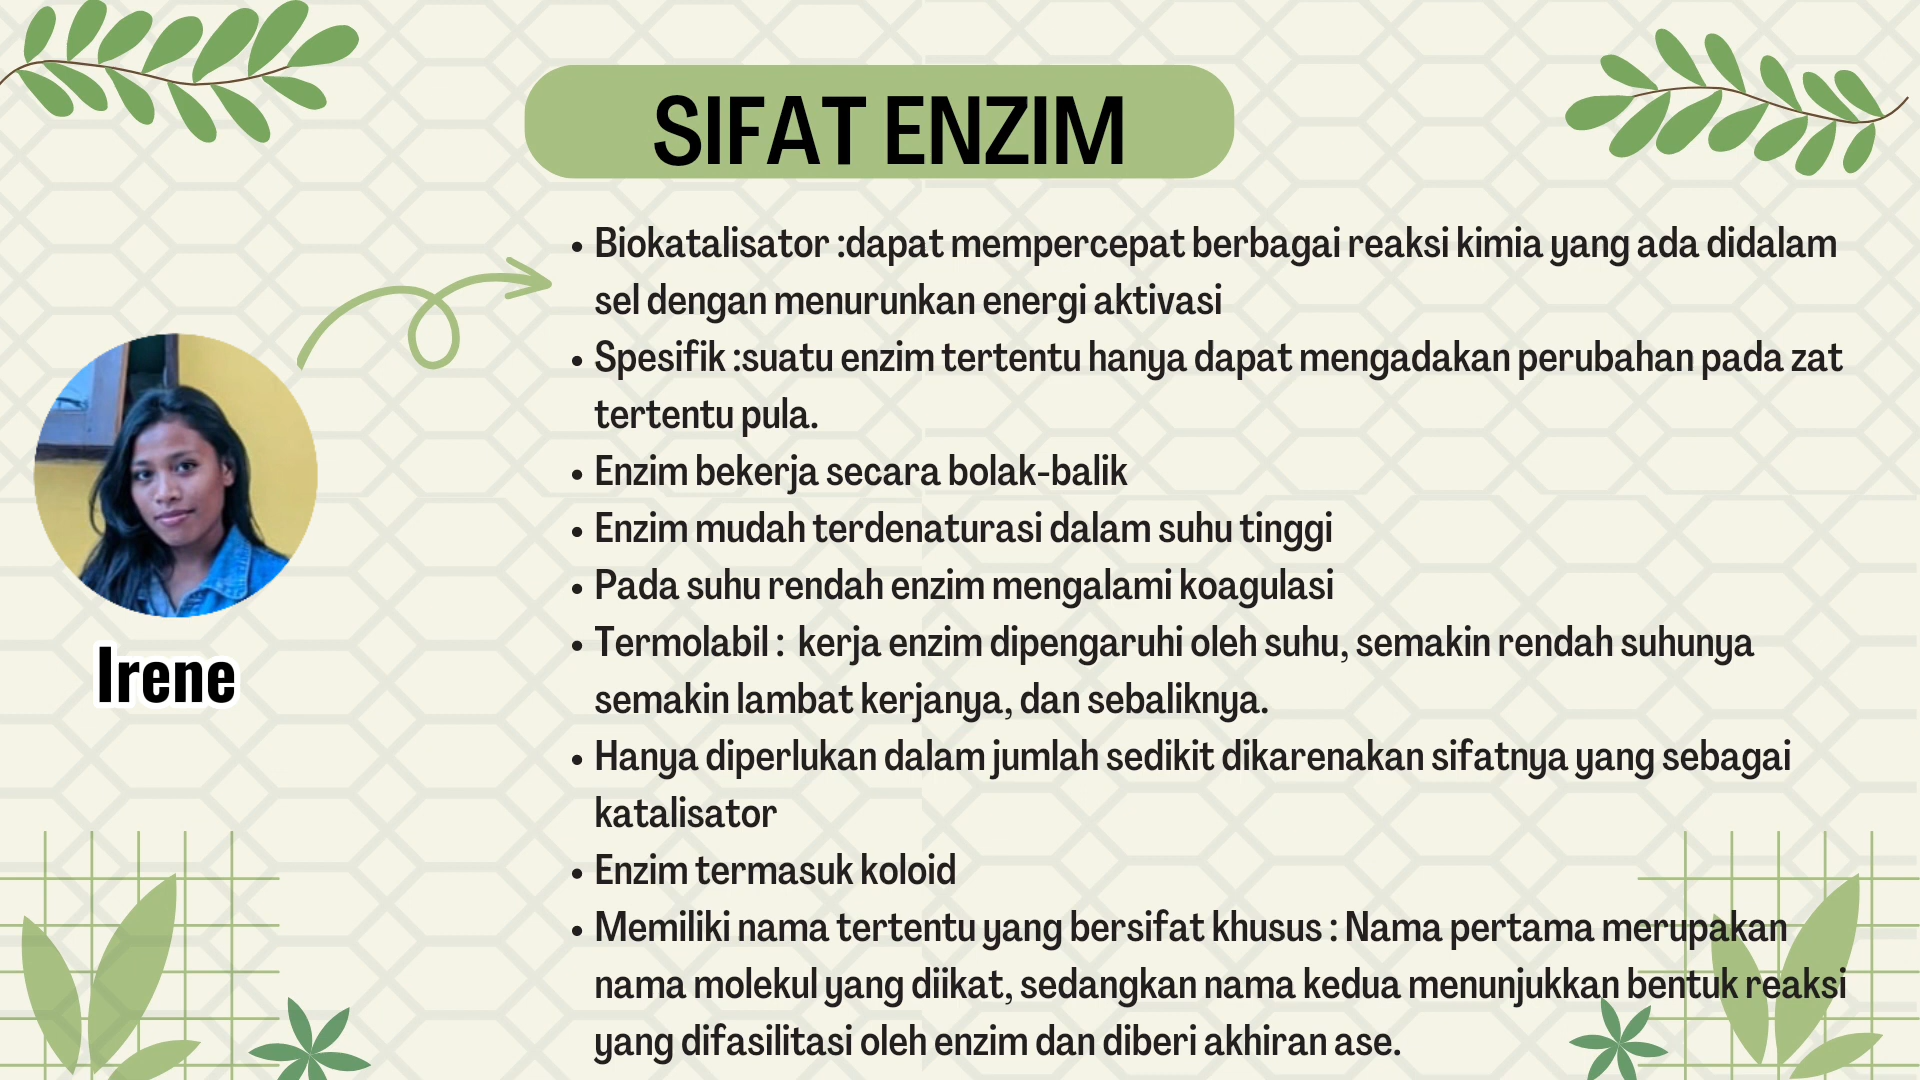 SIFAT ENZIM
• Biokatalisator :dapat mempercepat berbagai reaksi kimia yang ada didalam
sel dengan menurunkan energi aktivasi
• Spesifik :suatu enzim tertentu hanya dapat mengadakan perubahan pada zat
tertentu pula.
• Enzim bekerja secara bolak-balik
• Enzim mudah terdenaturasi dalam suhu tinggi
• Pada suhu rendah enzim mengalami koagulasi
• Termolabil :  kerja enzim dipengaruhi oleh suhu, semakin rendah suhunya
semakin lambat kerjanya, dan sebaliknya.
• Hanya diperlukan dalam jumlah sedikit dikarenakan sifatnya yang sebagai
katalisator
• Enzim termasuk koloid
• Memiliki nama tertentu yang bersifat khusus : Nama pertama merupakan
nama molekul yang diikat, sedangkan nama kedua menunjukkan bentuk reaksi
yang difasilitasi oleh enzim dan diberi akhiran ase.
Irene